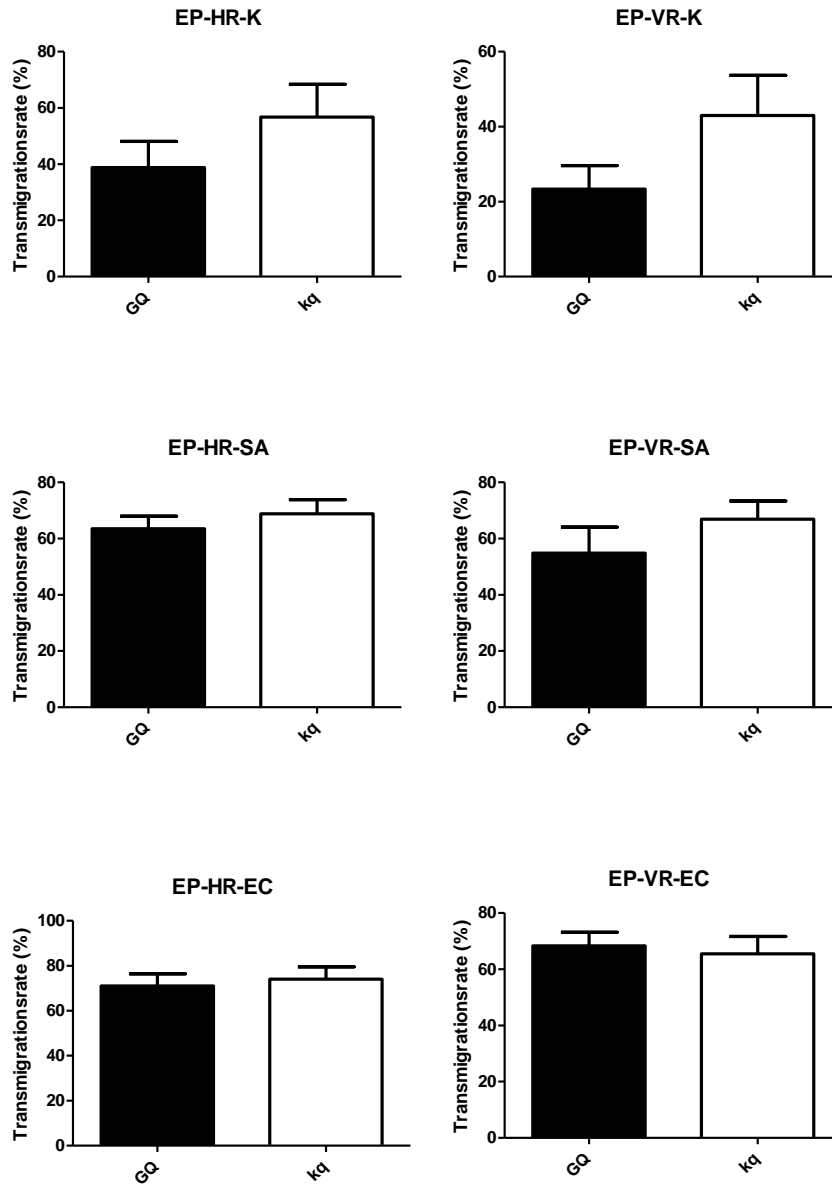 EP-HR-K
Transmigrationsrate (%)
80
60
40
20
0
GQ
kq
EP-VR-K
Transmigrationsrate (%)
60
40
20
0
GQ
kq
EP-HR-SA
Transmigrationsrate (%)
80
60
40
20
0
GQ
kq
EP-VR-SA
Transmigrationsrate (%)
80
60
40
20
0
GQ
kq
EP-HR-EC
Transmigrationsrate (%)
100
80
60
40
20
0
GQ
kq
EP-VR-EC
Transmigrationsrate (%)
80
60
40
20
0
GQ
kq